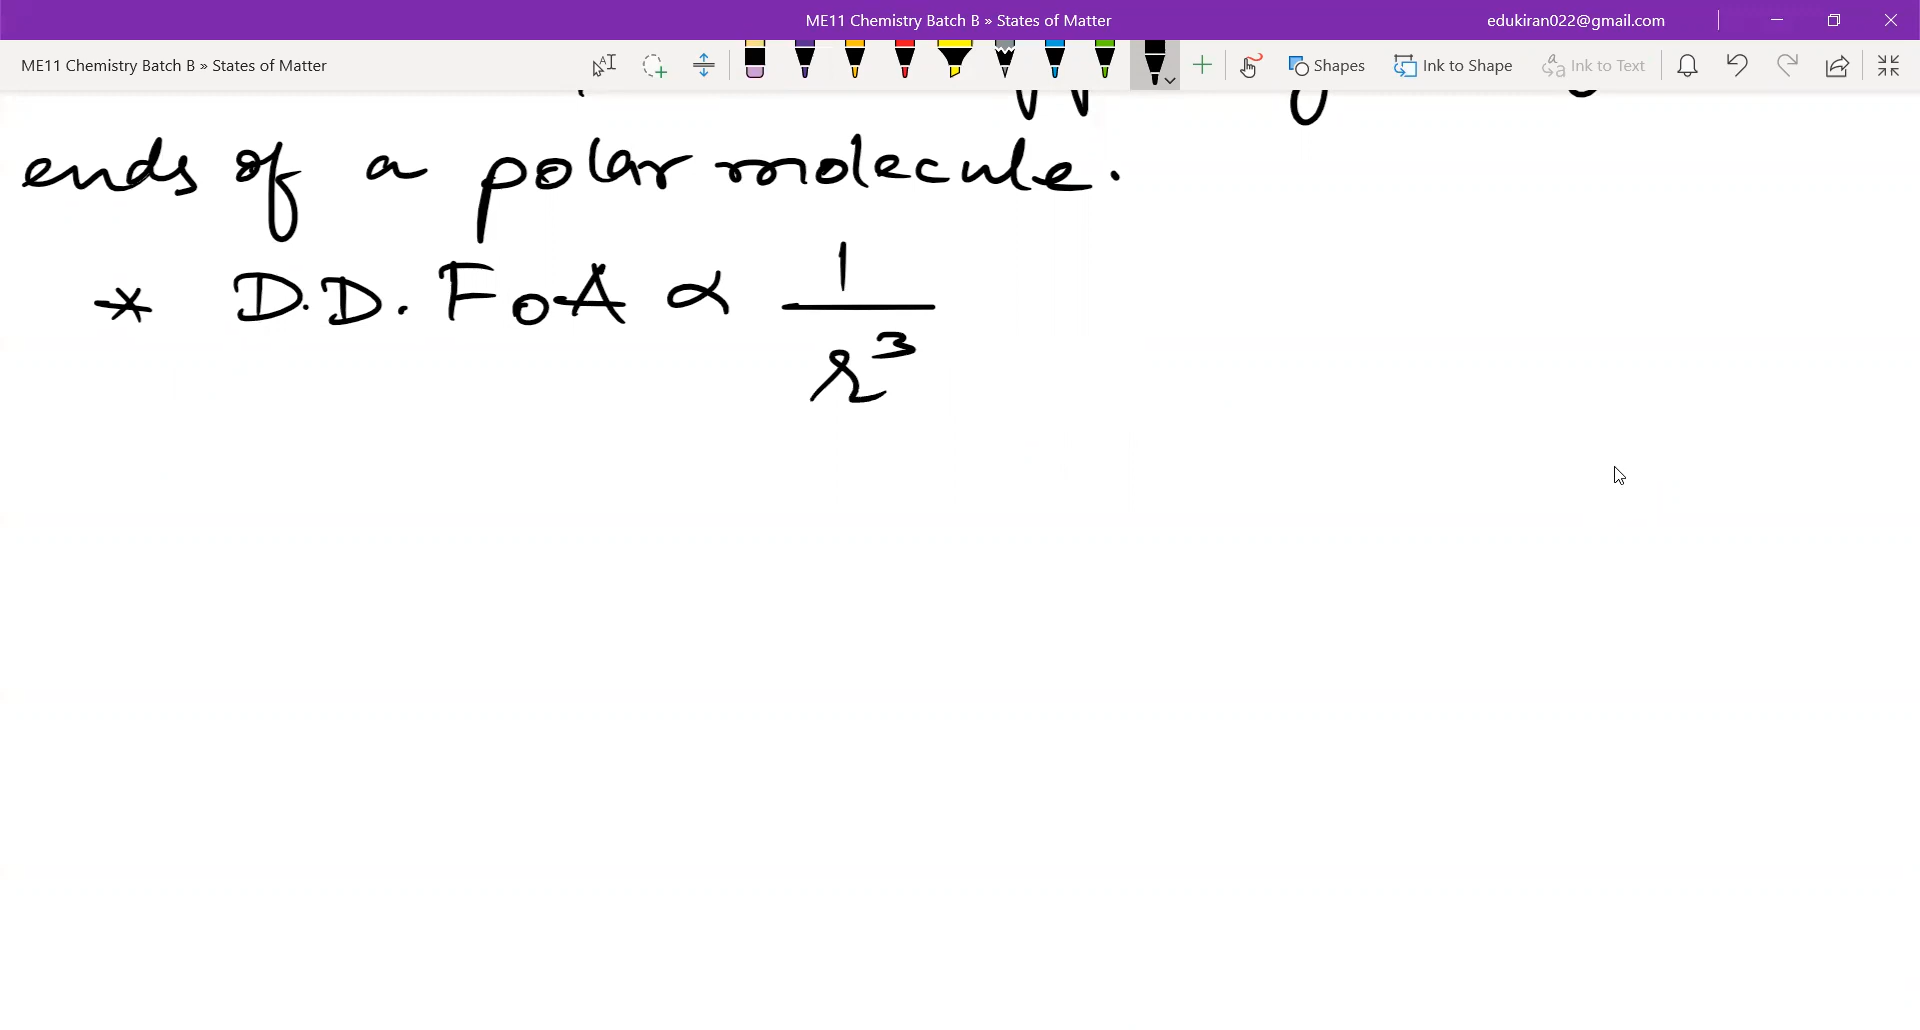 ME11 Chemistry Batch B » States of Matter
edukiran022@gmail.com
ME11 Chemistry Batch B » States of Matter
Shapes
Ink to Shape
Ink to Text
ends of a polar molecule.
* D.D. FoA ∝ 1
r³